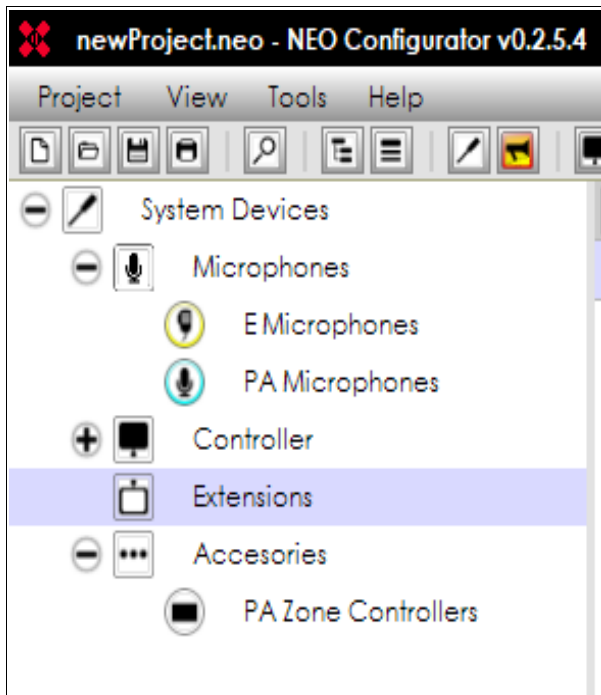 newProject.neo - NEO Configurator v0.2.5.4
Project View Tools Help
System Devices
Microphones
E Microphones
PA Microphones
Controller
Extensions
Accesories
PA Zone Controllers